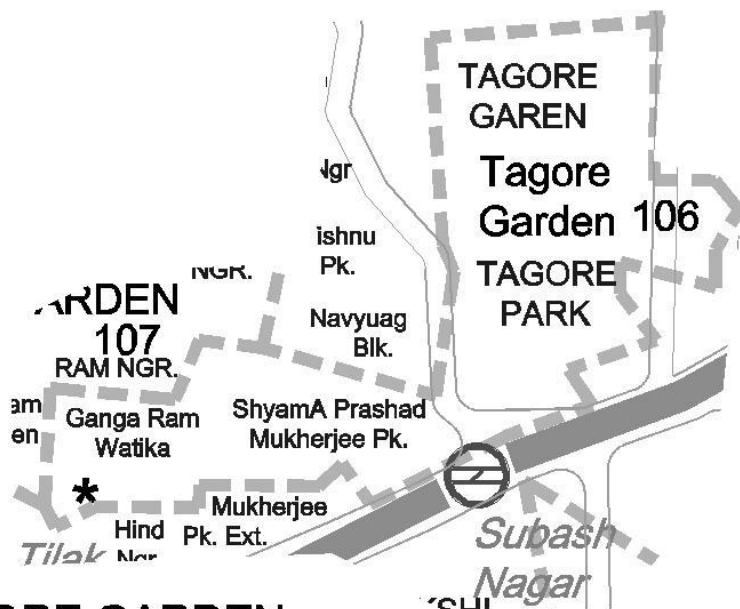 TAGORE
GAREN
Tagore
Garden 106
TAGORE
PARK
ishnu
Pk.
NGR.
ARDEN
107
RAM NGR.
Navyuag
Blk.
Ganga Ram
Watika
ShyamA Prashad
Mukherjee Pk.
*
Mukherjee
Pk. Ext.
Hind
Ngr
Tilak
Subash
Nagar